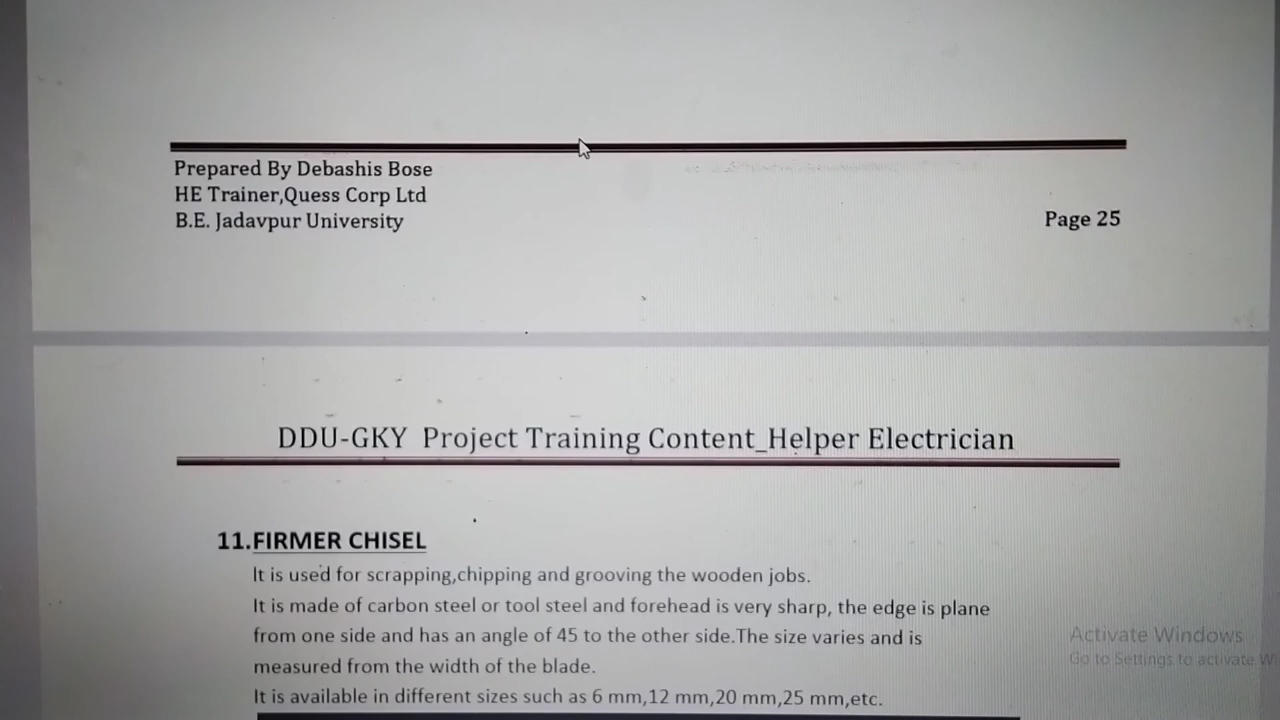 Prepared By Debashis Bose
HE Trainer,Quess Corp Ltd
B.E. Jadavpur University
Page 25
DDU-GKY Project Training Content_Helper Electrician
11.FIRMER CHISEL
It is used for scrapping,chipping and grooving the wooden jobs.
It is made of carbon steel or tool steel and forehead is very sharp, the edge is plane
from one side and has an angle of 45 to the other side.The size varies and is
measured from the width of the blade.
It is available in different sizes such as 6 mm,12 mm,20 mm,25 mm,etc.
Activate Windows
Go to Settings to activate Wi